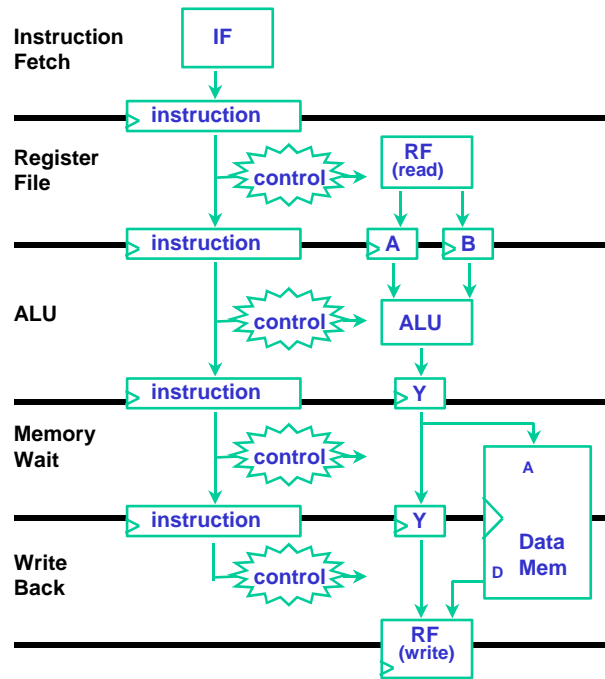 Instruction
Fetch
IF
instruction
Register
File
control
RF
(read)
instruction
A
B
ALU
control
ALU
instruction
Y
Memory
Wait
control
A
instruction
Y
Data
Mem
Write
Back
control
D
RF
(write)